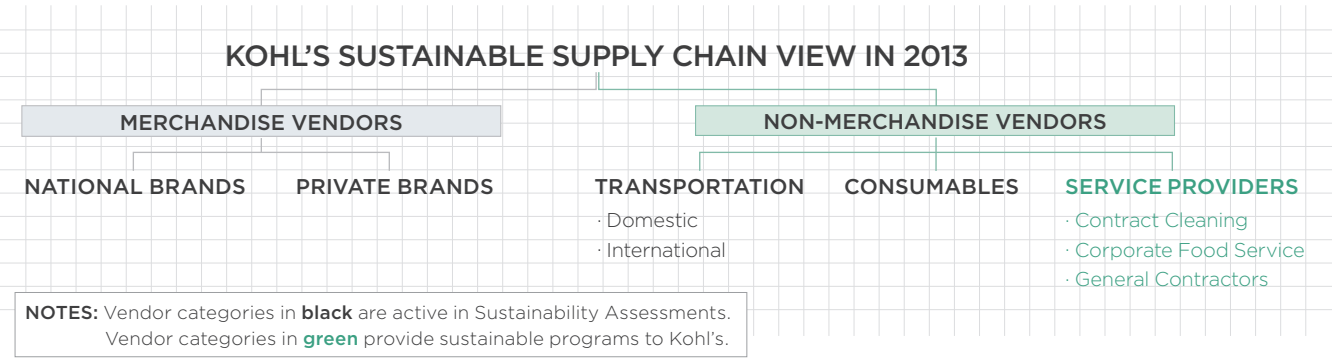 KOHL'S SUSTAINABLE SUPPLY CHAIN VIEW IN 2013
MERCHANDISE VENDORS
NON-MERCHANDISE VENDORS
NATIONAL BRANDS
PRIVATE BRANDS
TRANSPORTATION
· Domestic
· International
CONSUMABLES
SERVICE PROVIDERS
· Contract Cleaning
· Corporate Food Service
· General Contractors
NOTES: Vendor categories in black are active in Sustainability Assessments.
Vendor categories in green provide sustainable programs to Kohl's.